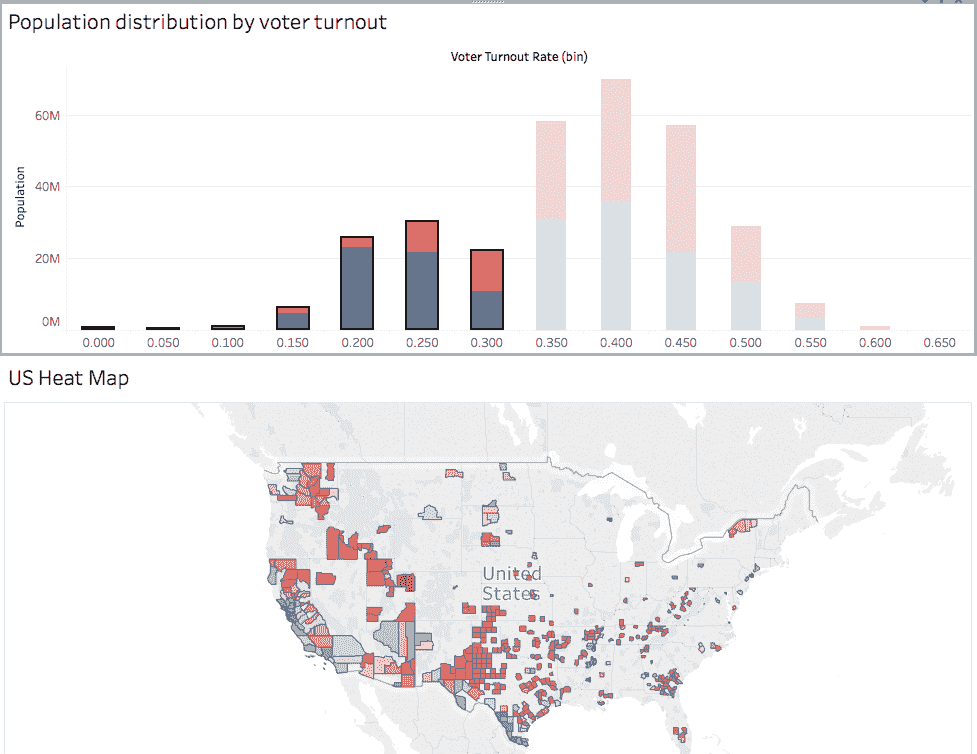 Population distribution by voter turnout
Voter Turnout Rate (bin)
Population
60M
40M
20M
0M
0.000 0.050 0.100 0.150 0.200 0.250 0.300 0.350 0.400 0.450 0.500 0.550 0.600 0.650
US Heat Map
United
States